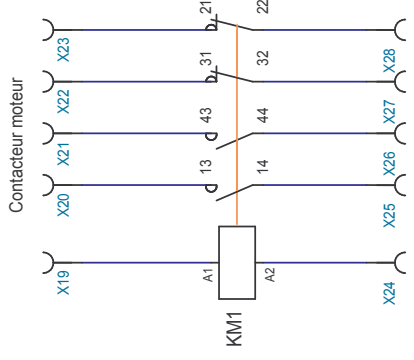 Contacteur moteur
X23
21
22
X28
X22
31
32
X27
X21
43
44
X26
X20
13
14
X25
X19
A1
A2
X24
KM1